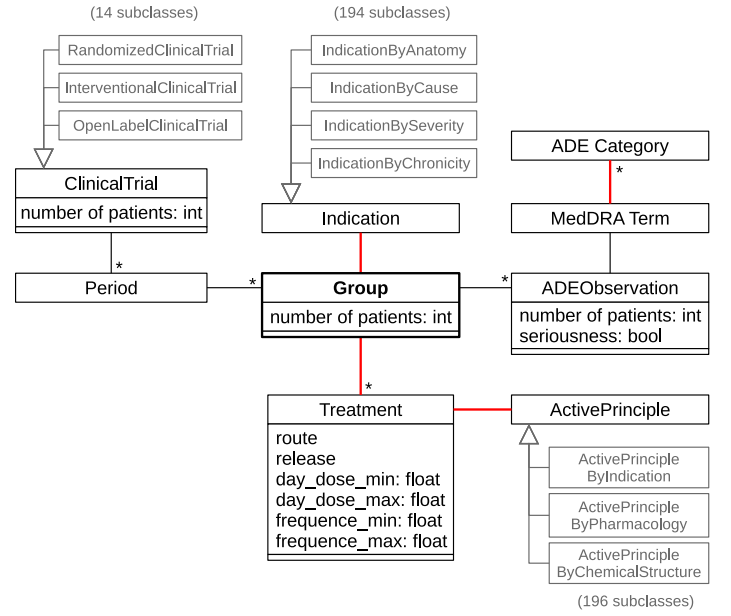 (14 subclasses)
RandomizedClinicalTrial
InterventionalClinicalTrial
OpenLabelClinicalTrial
(194 subclasses)
IndicationByAnatomy
IndicationByCause
IndicationBySeverity
IndicationByChronicity
ADE Category
*
MedDRA Term
ClinicalTrial
number of patients: int
*
Indication
Period
*
Group
number of patients: int
*
*
ADEObservation
number of patients: int
seriousness: bool
Treatment
route
release
day_dose_min: float
day_dose_max: float
frequence_min: float
frequence_max: float
ActivePrinciple
ActivePrinciple
ByIndication
ActivePrinciple
ByPharmacology
ActivePrinciple
ByChemicalStructure
(196 subclasses)